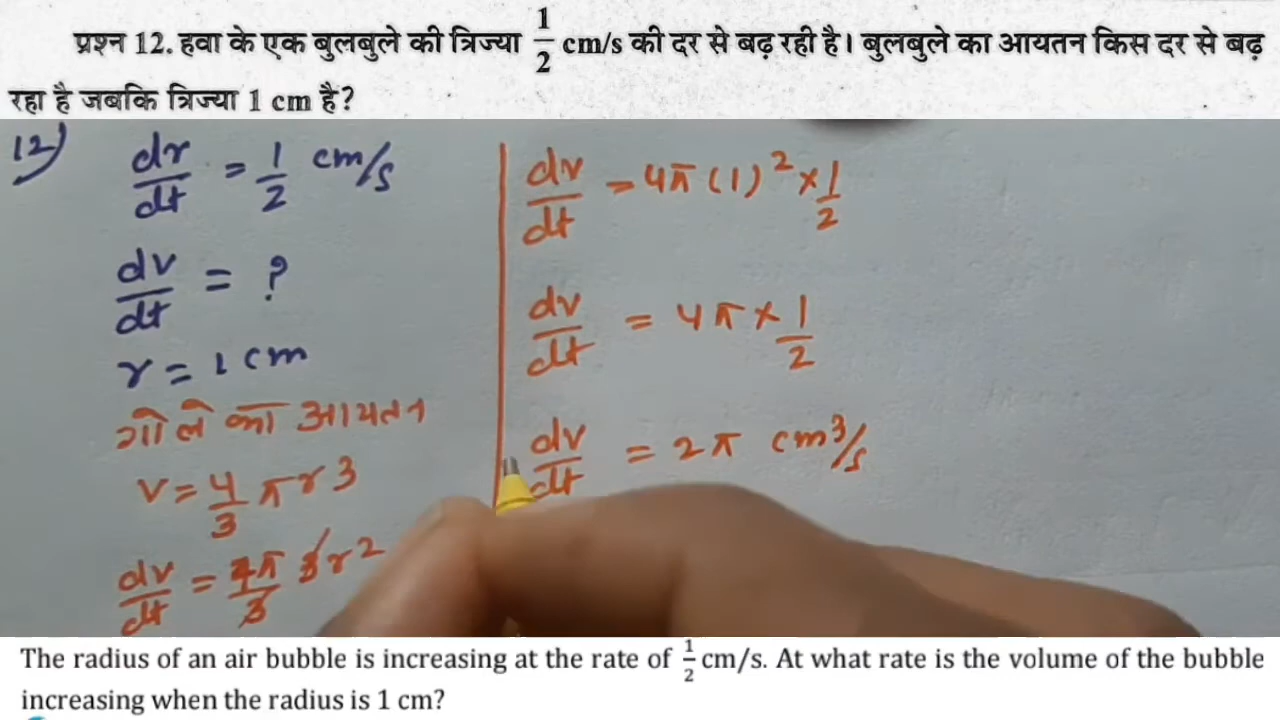 प्रश्न 12. हवा के एक बुलबुले की त्रिज्या 1/2 cm/s की दर से बढ़ रही है। बुलबुले का आयतन किस दर से बढ़
रहा है जबकि त्रिज्या 1 cm है?
12)
dr/dt = 1/2 cm/s
dv/dt = ?
r = 1 cm
गोले का आयतन
v = 4/3 π r3
dv/dt = 4π/3 3r2
dv/dt = 4π (1)2 × 1/2
dv/dt = 4π × 1/2
dv/dt = 2π cm3/s
The radius of an air bubble is increasing at the rate of 1/2 cm/s. At what rate is the volume of the bubble
increasing when the radius is 1 cm?